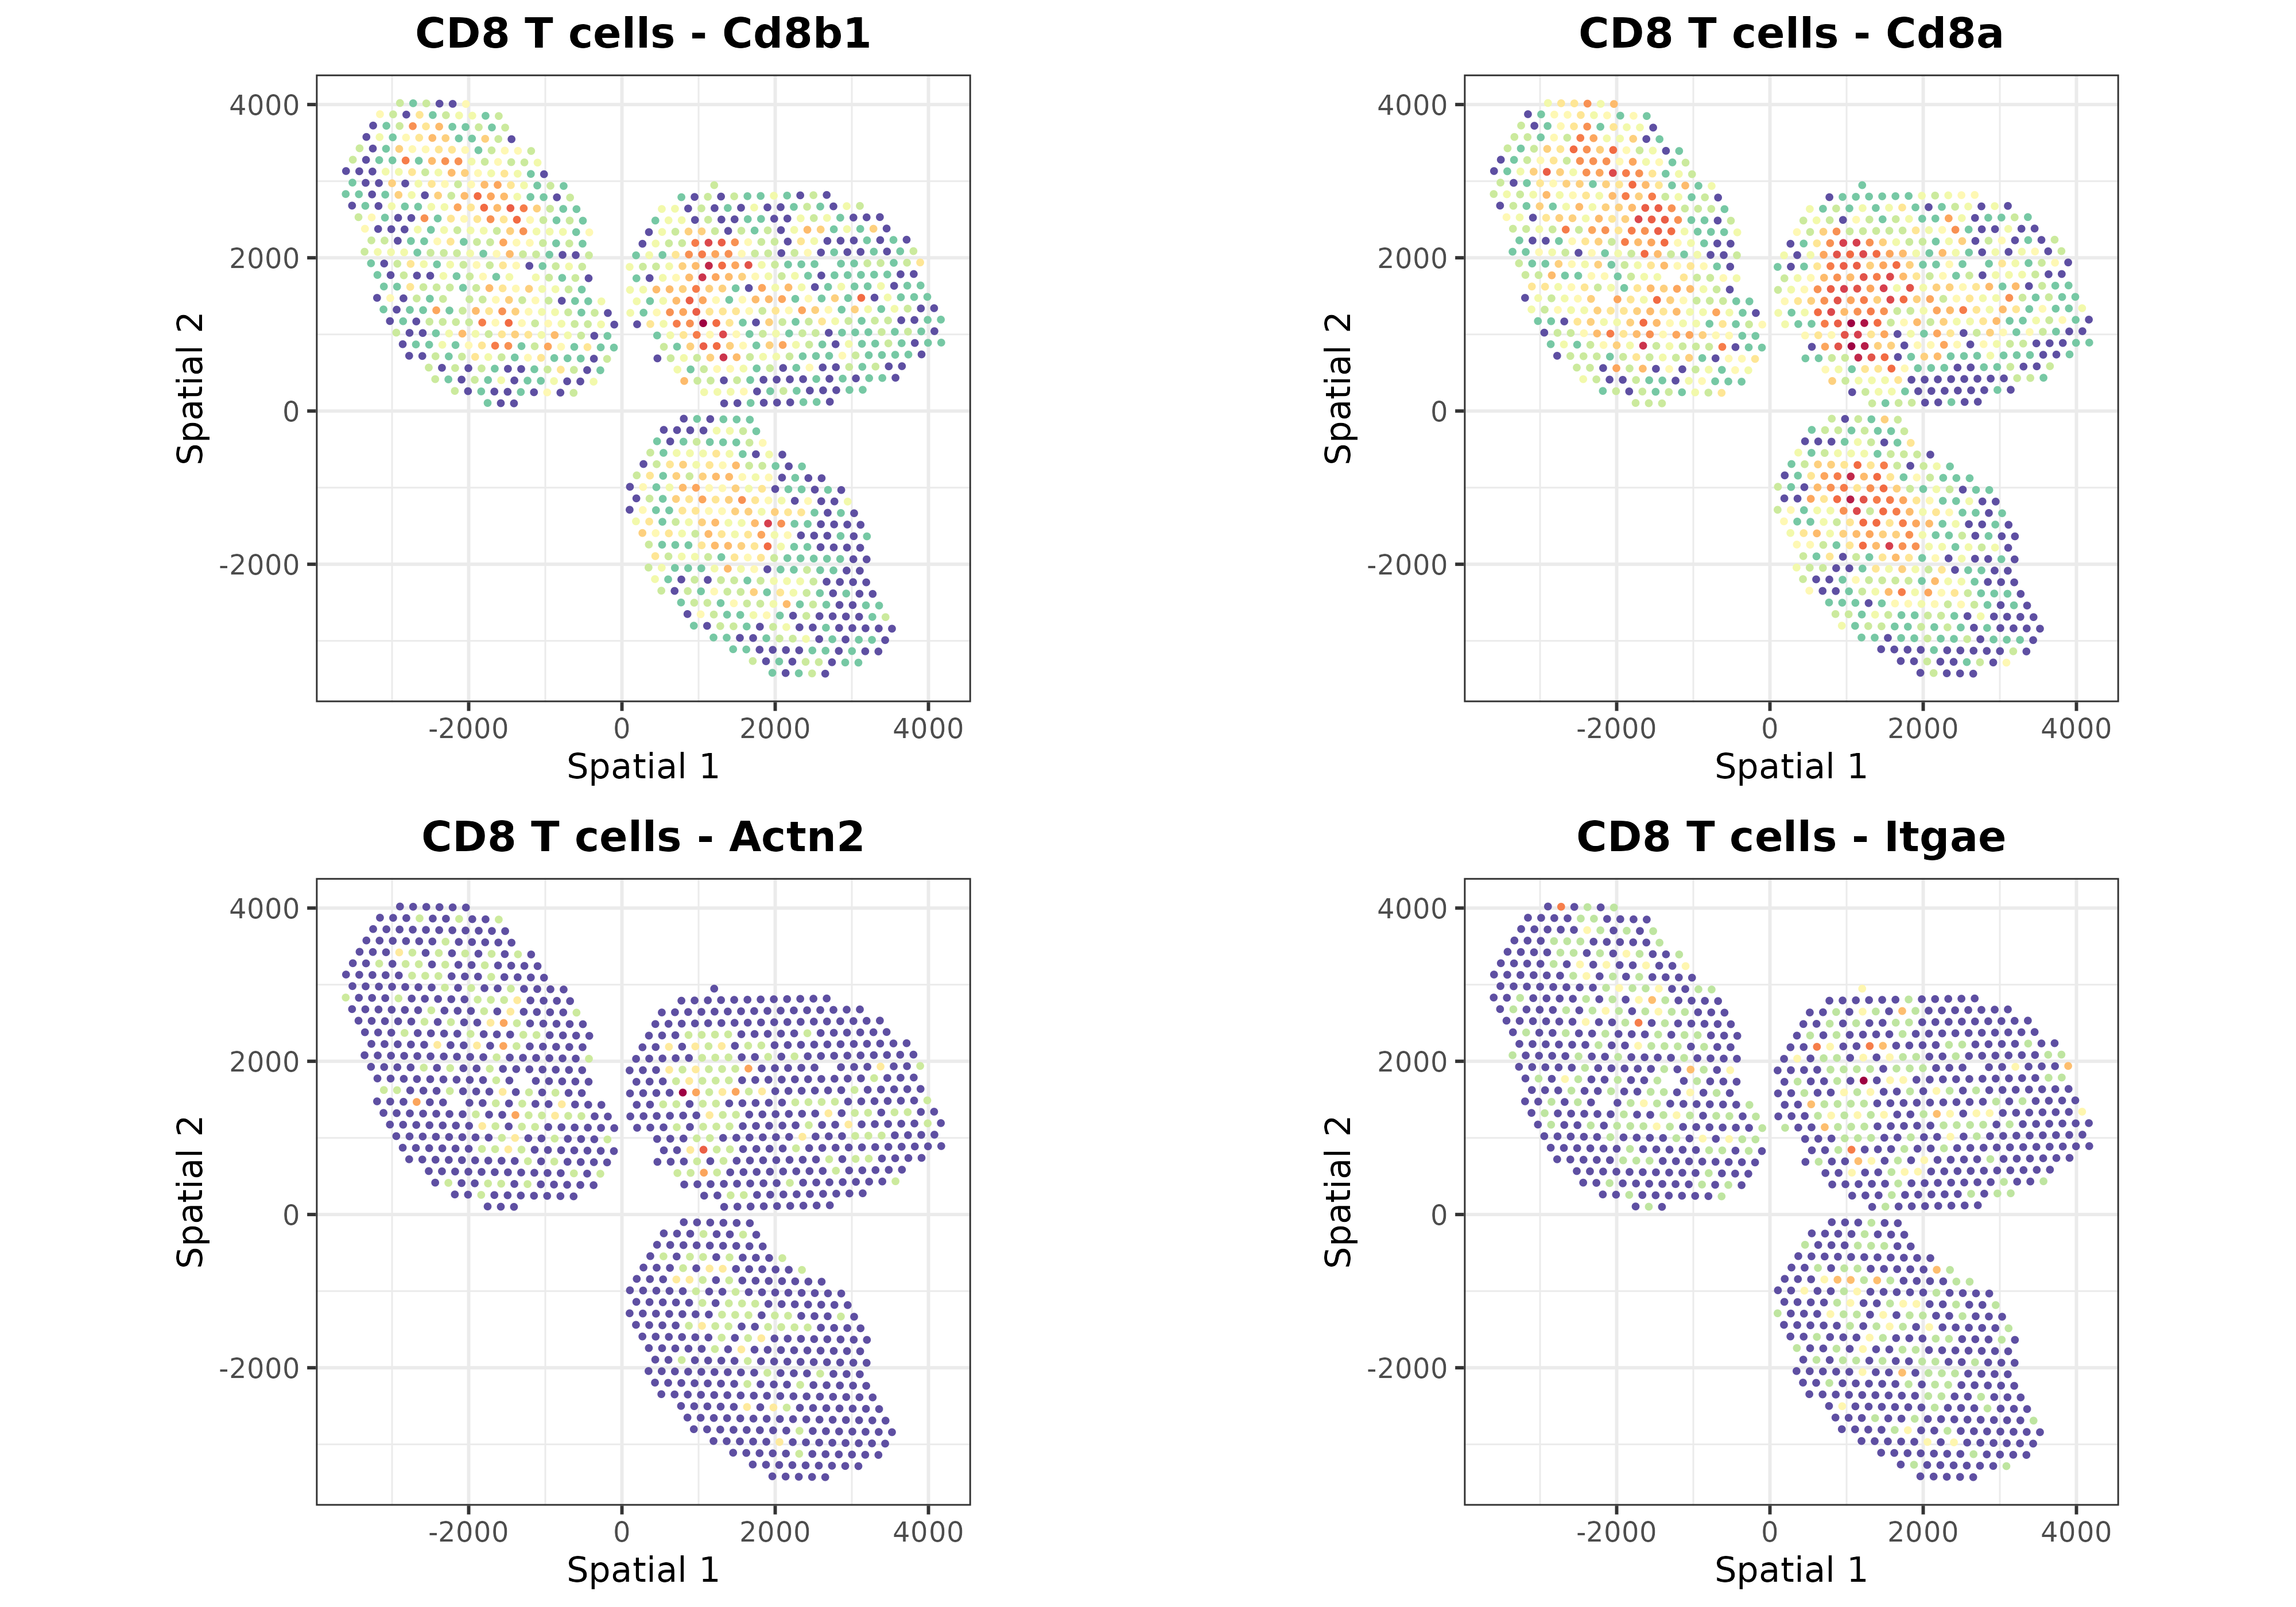 CD8 T cells - Cd8b1
4000
2000
0
-2000
Spatial 2
-2000 0 2000 4000
Spatial 1
CD8 T cells - Cd8a
4000
2000
0
-2000
Spatial 2
-2000 0 2000 4000
Spatial 1
CD8 T cells - Actn2
4000
2000
0
-2000
Spatial 2
-2000 0 2000 4000
Spatial 1
CD8 T cells - Itgae
4000
2000
0
-2000
Spatial 2
-2000 0 2000 4000
Spatial 1